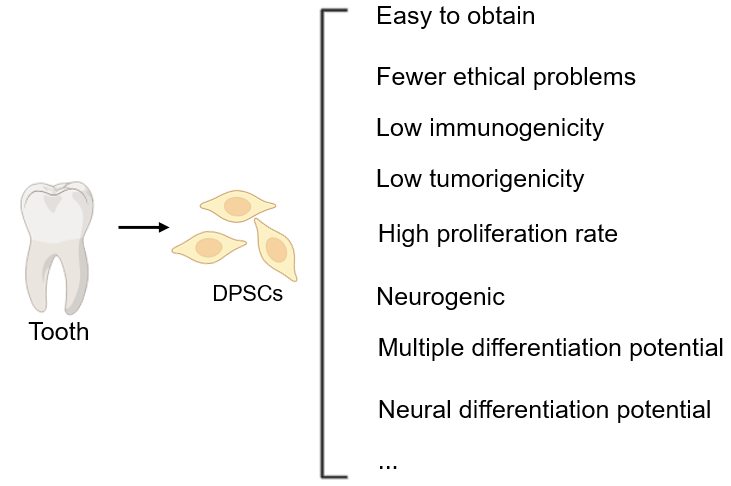 Easy to obtain
Fewer ethical problems
Low immunogenicity
Low tumorigenicity
High proliferation rate
Neurogenic
Multiple differentiation potential
Neural differentiation potential
...
DPSCs
Tooth